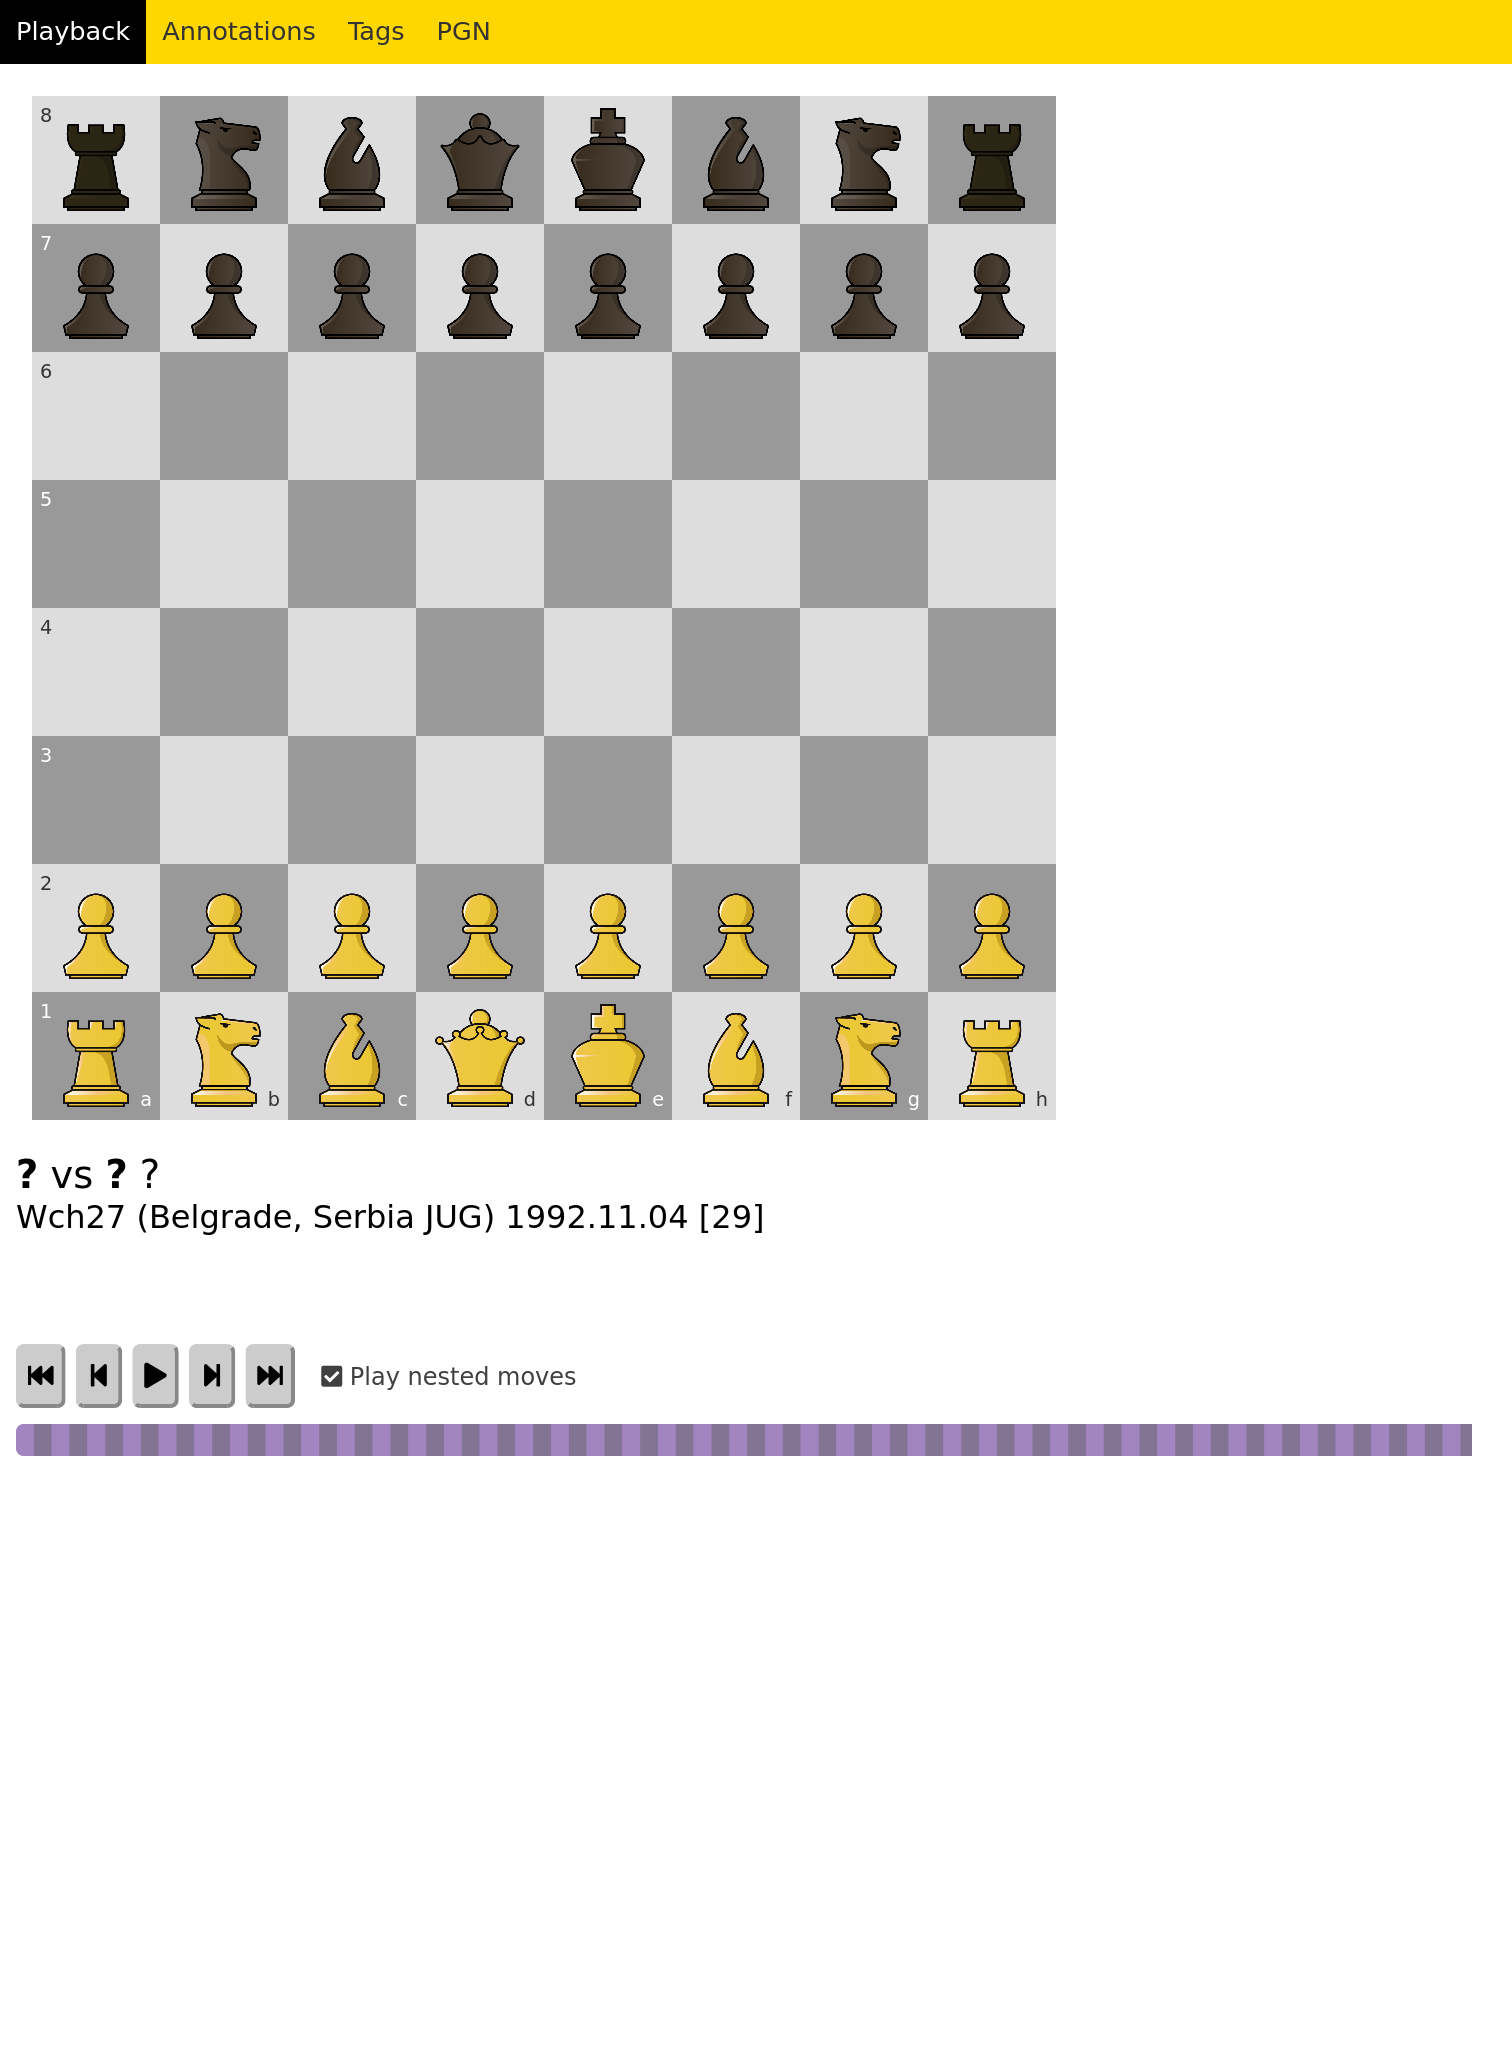 Playback Annotations Tags PGN
8
7
6
5
4
3
2
1
a b c d e f g h
? vs ? ?
Wch27 (Belgrade, Serbia JUG) 1992.11.04 [29]
Play nested moves